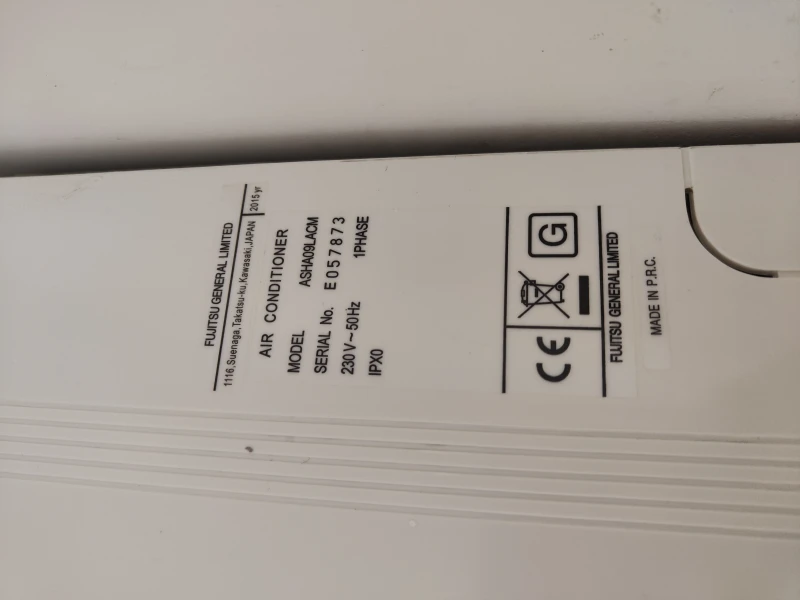 FUJITSU GENERAL LIMITED
1116,Suenaga,Takatsu-ku,Kawasaki,JAPAN 2015 yr
AIR CONDITIONER
MODEL ASHA09LACM
SERIAL No. E057873
230 V~50Hz 1PHASE
IPX0
CE G
FUJITSU GENERAL LIMITED
MADE IN P.R.C.